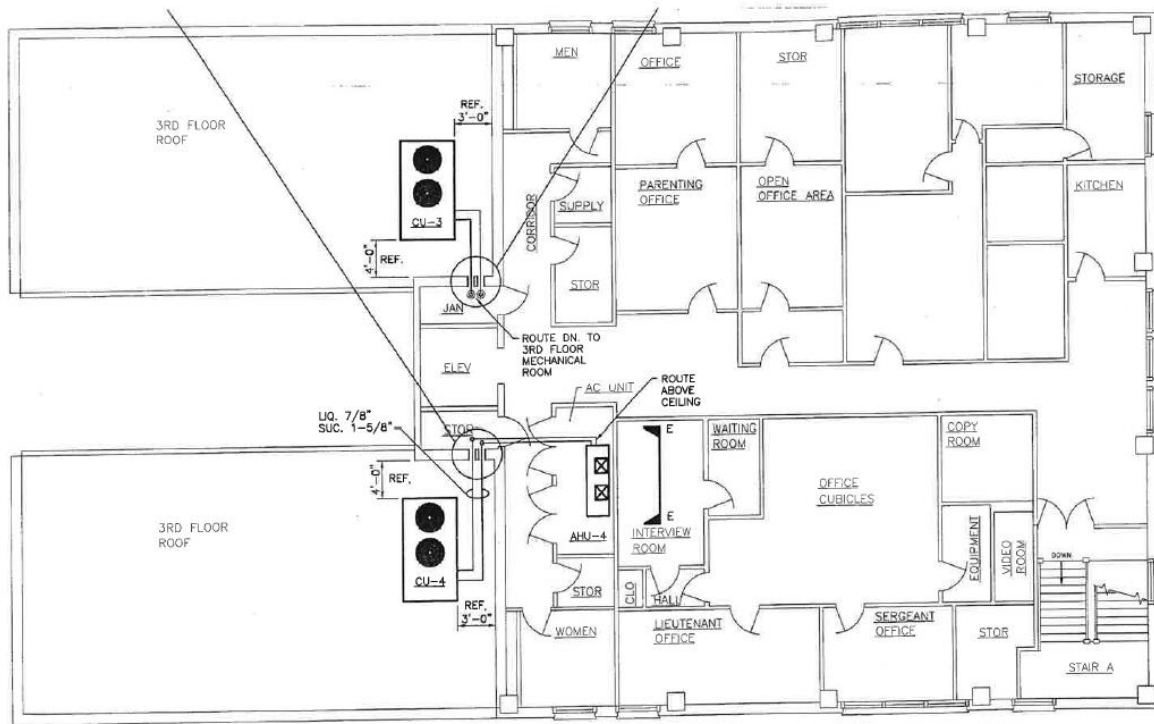 MEN
OFFICE
STOR
STORAGE
REF.
3'-0"
3RD FLOOR
ROOF
CU-3
4'-0"
REF.
CORRISOR
SUPPLY
STOR
PARENTING
OFFICE
OPEN
OFFICE AREA
KITCHEN
JAN
ELEV
STOR
ROUTE DN. TO
3RD FLOOR
MECHANICAL
ROOM
AC UNIT
ROUTE
ABOVE
CEILING
LIQ. 7/8"
SUC. 1-5/8"
4'-0"
REF.
3RD FLOOR
ROOF
CU-4
REF.
3'-0"
AHU-4
E
E
INTERVIEW
ROOM
WAITING
ROOM
OFFICE
CUBICLES
COPY
ROOM
EQUIPMENT
VIDEO
ROOM
DOWN
STOR
CLO
HALL
WOMEN
LIEUTENANT
OFFICE
SERGEANT
OFFICE
STOR
STAIR A